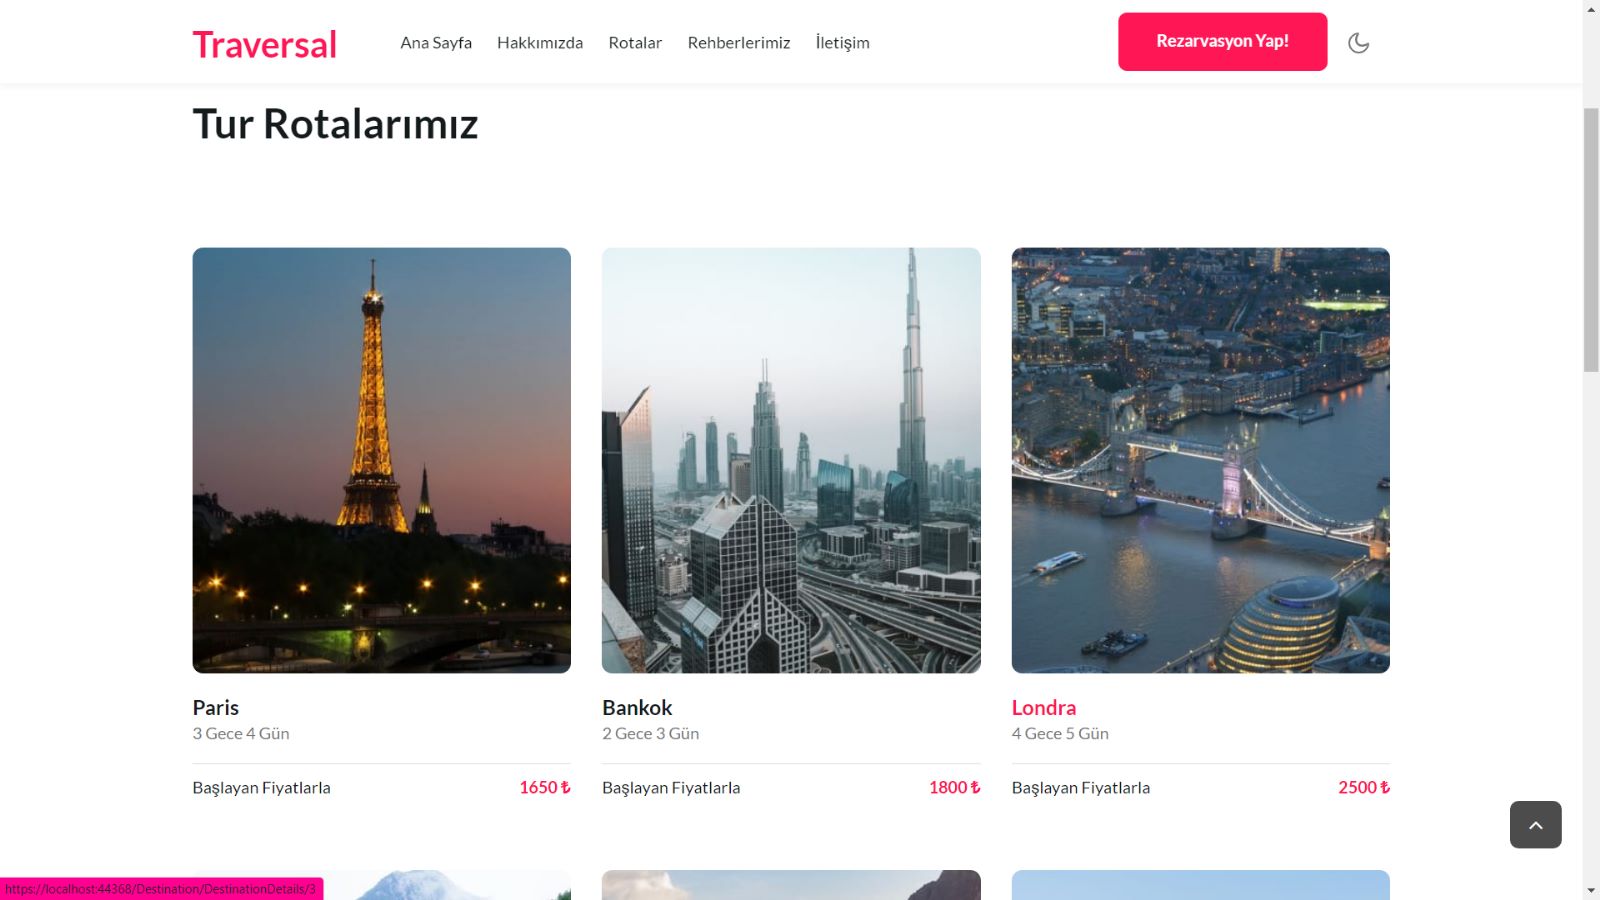 Traversal
Ana Sayfa
Hakkımızda
Rotalar
Rehberlerimiz
İletişim
Rezarvasyon Yap!
Tur Rotalarımız
Paris
3 Gece 4 Gün
Başlayan Fiyatlarla
1650 ₺
Bankok
2 Gece 3 Gün
Başlayan Fiyatlarla
1800 ₺
Londra
4 Gece 5 Gün
Başlayan Fiyatlarla
2500 ₺
https://localhost:44368/Destination/DestinationDetails/3